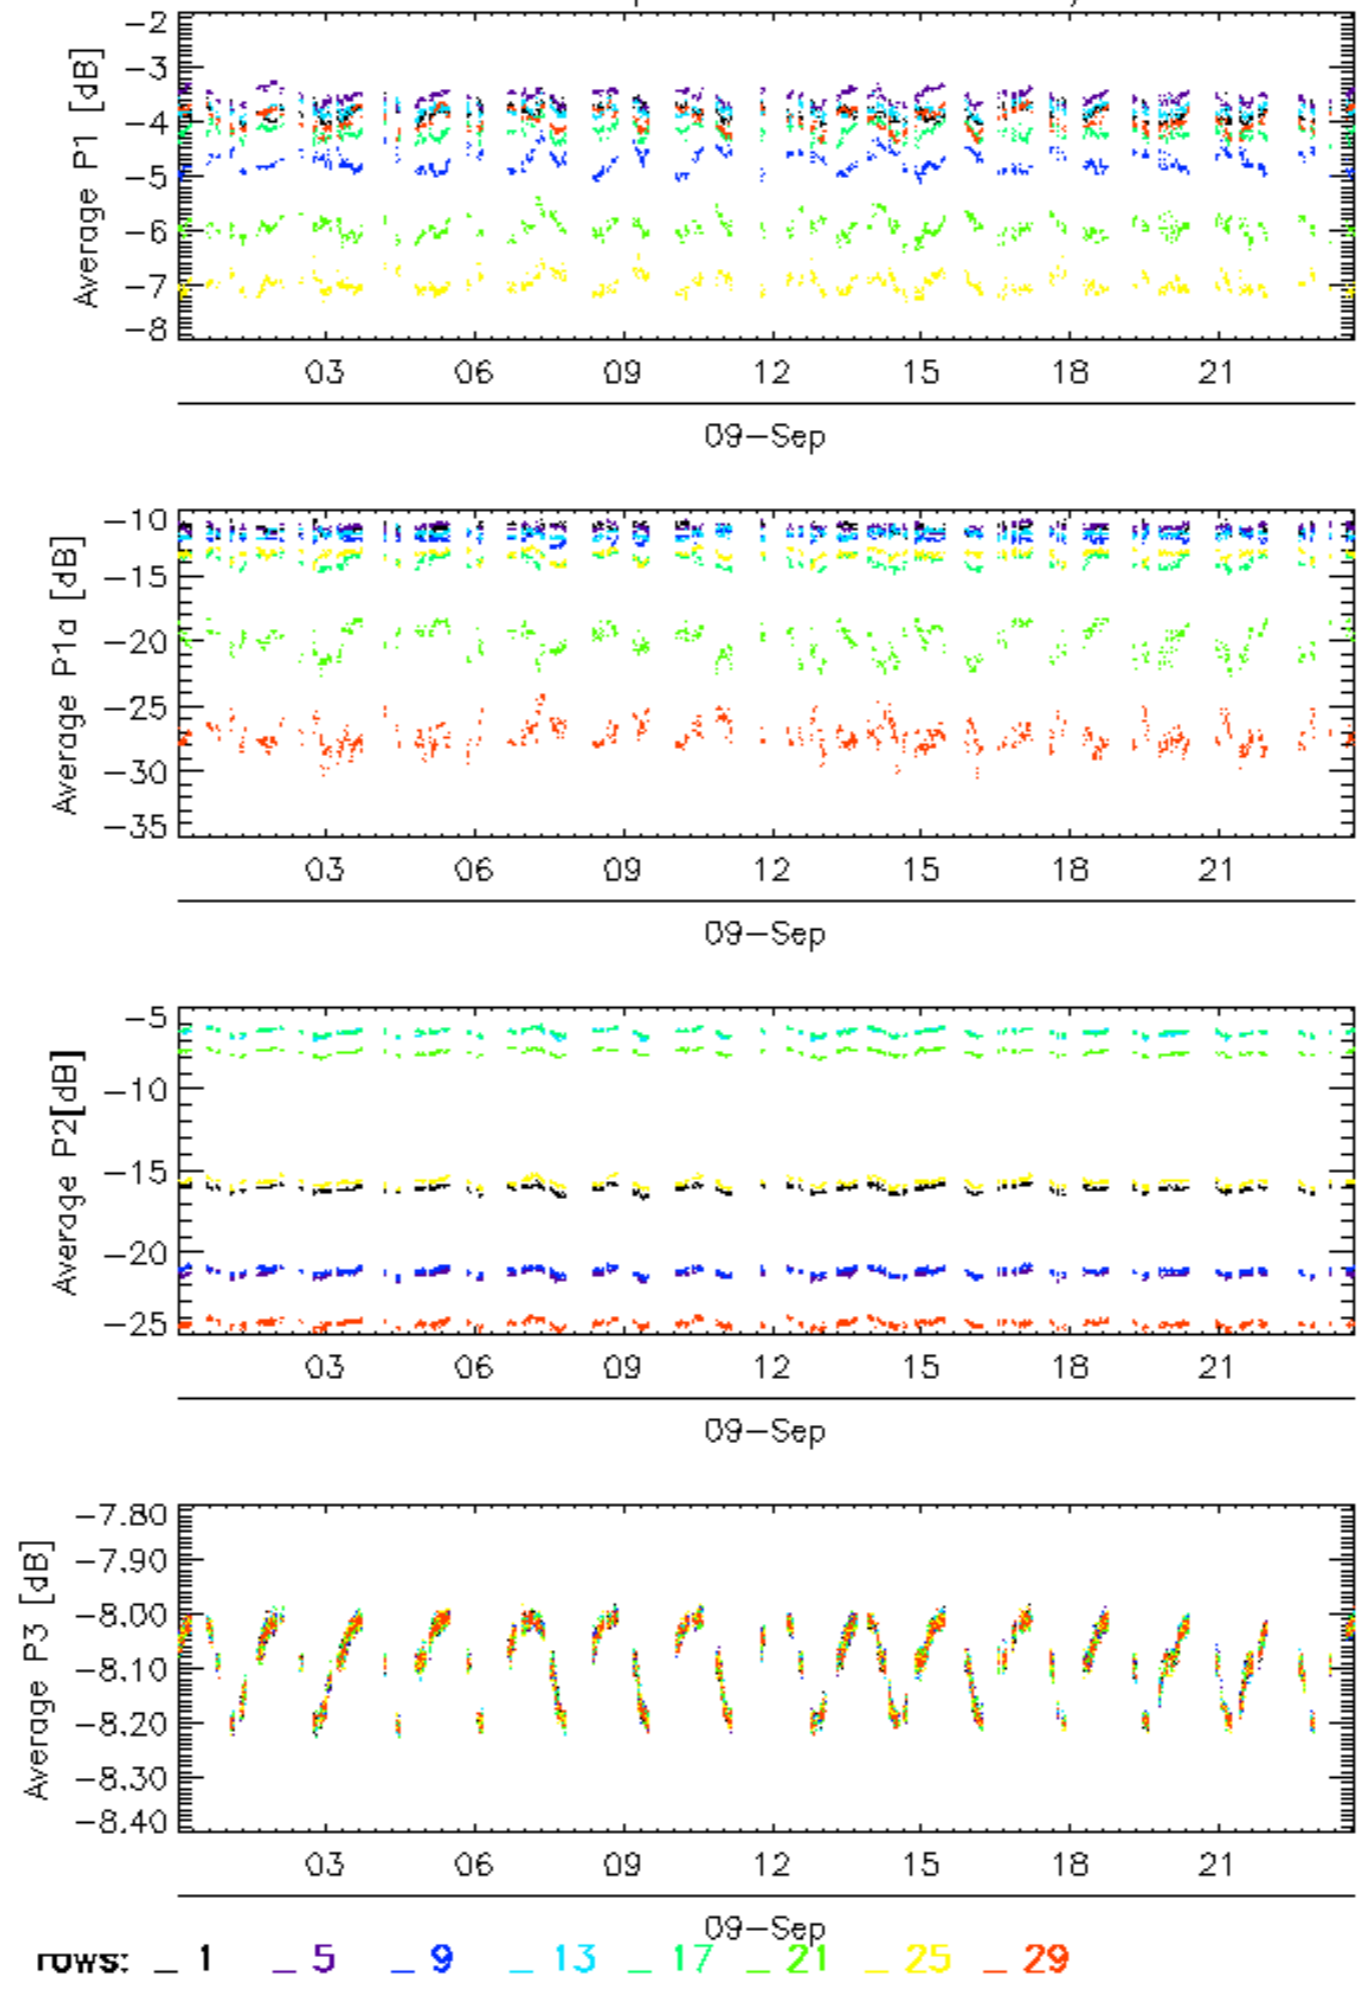 -2
-3
-4
-5
-6
-7
-8
Average P1 [dB]
03 06 09 12 15 18 21
09-Sep
-10
-15
-20
-25
-30
-35
Average P1a [dB]
03 06 09 12 15 18 21
09-Sep
-5
-10
-15
-20
-25
Average P2[dB]
03 06 09 12 15 18 21
09-Sep
-7.80
-7.90
-8.00
-8.10
-8.20
-8.30
-8.40
Average P3 [dB]
03 06 09 12 15 18 21
09-Sep
rows: _ 1 _ 5 _ 9 _ 13 _ 17 _ 21 _ 25 _ 29